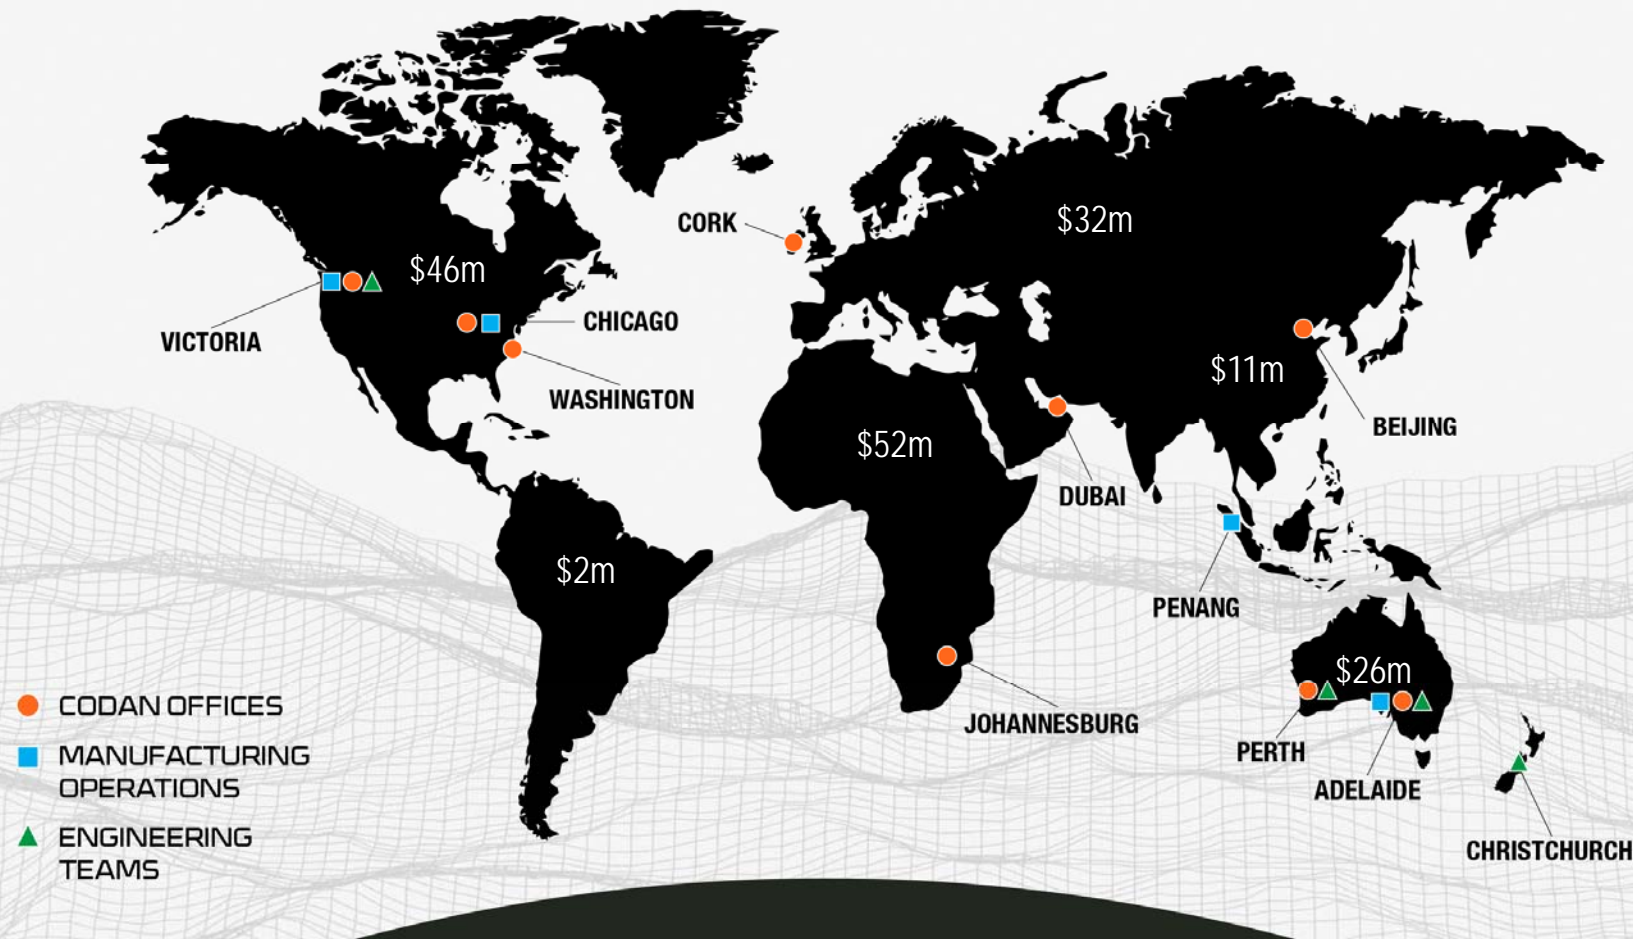 CORK
$32m
$46m
VICTORIA
CHICAGO
WASHINGTON
$11m
BEIJING
$52m
DUBAI
$2m
PENANG
$26m
JOHANNESBURG
PERTH
ADELAIDE
CHRISTCHURCH
CODAN OFFICES
MANUFACTURING
OPERATIONS
ENGINEERING
TEAMS